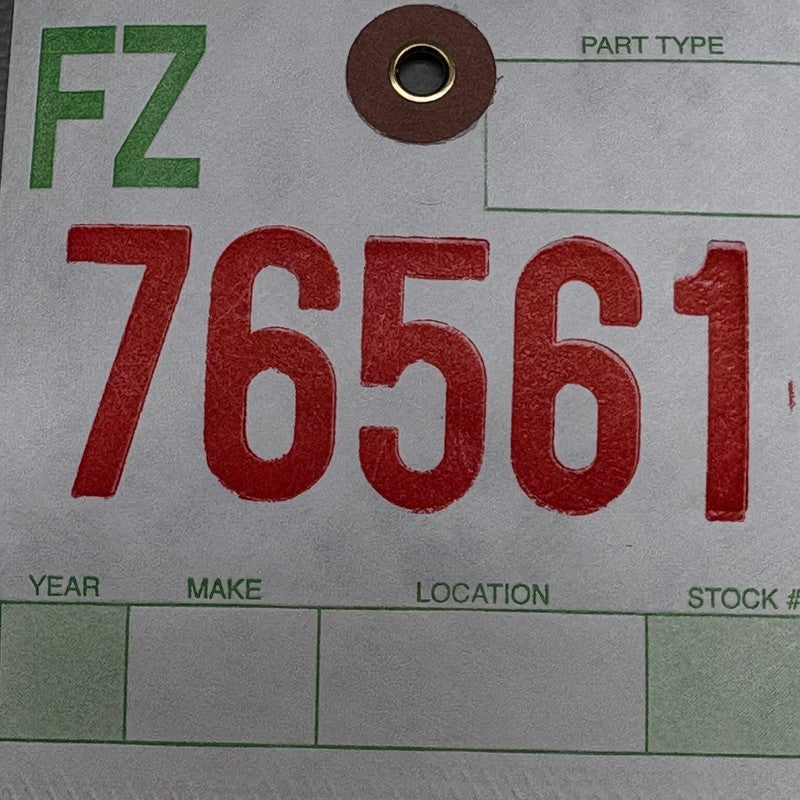 FZ
PART TYPE
76561
YEAR MAKE LOCATION STOCK #